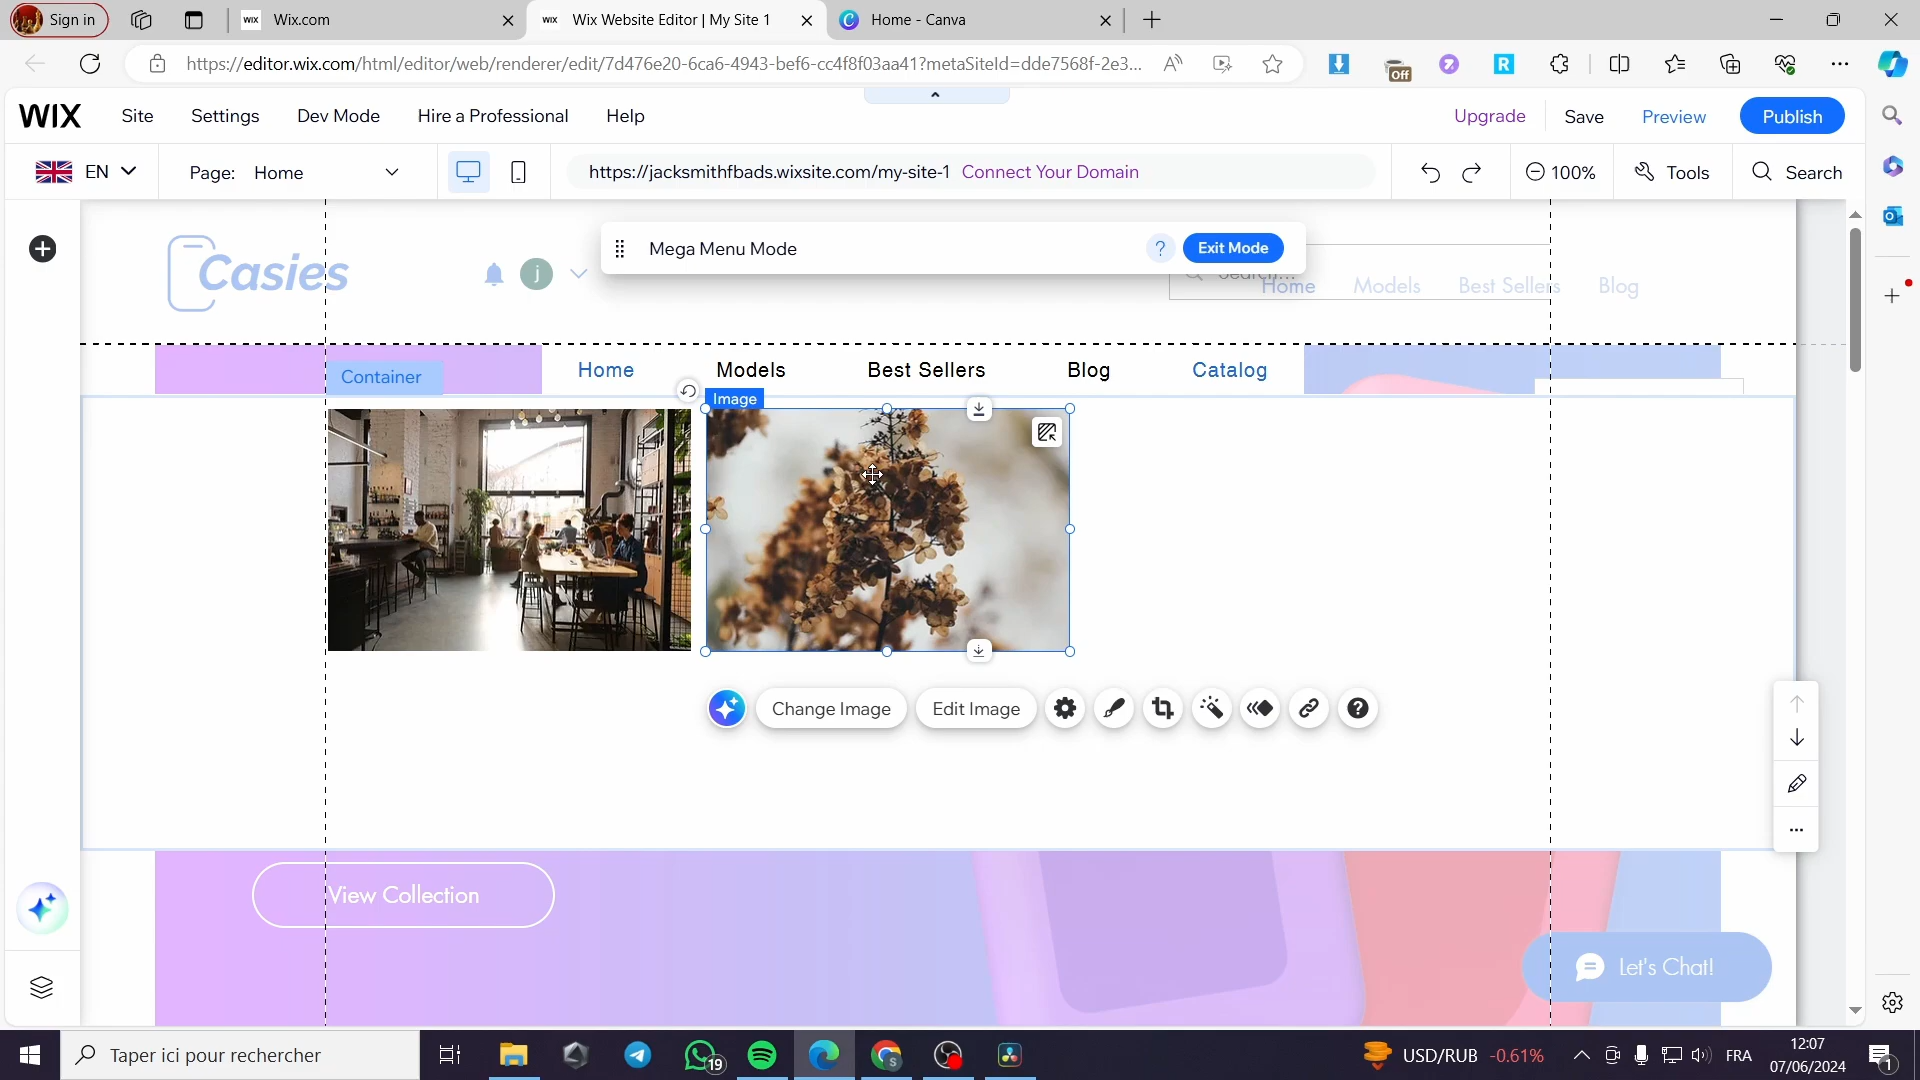 Sign in
Wix.com
Wix Website Editor | My Site 1
Home - Canva
https://editor.wix.com/html/editor/web/renderer/edit/7d476e20-6ca6-4943-bef6-cc4f8f03aa41?metaSiteId=dde7568f-2e3...
Off
WIX
Site
Settings
Dev Mode
Hire a Professional
Help
Upgrade
Save
Preview
Publish
EN
Page: Home
https://jacksmithfbads.wixsite.com/my-site-1 Connect Your Domain
100%
Tools
Search
Casies
j
Mega Menu Mode
?
Exit Mode
Search...
Home
Models
Best Sellers
Blog
Container
Home
Models
Best Sellers
Blog
Catalog
Image
Change Image
Edit Image
View Collection
Let's Chat!
Taper ici pour rechercher
19
USD/RUB -0.61%
FRA
12:07
07/06/2024
1